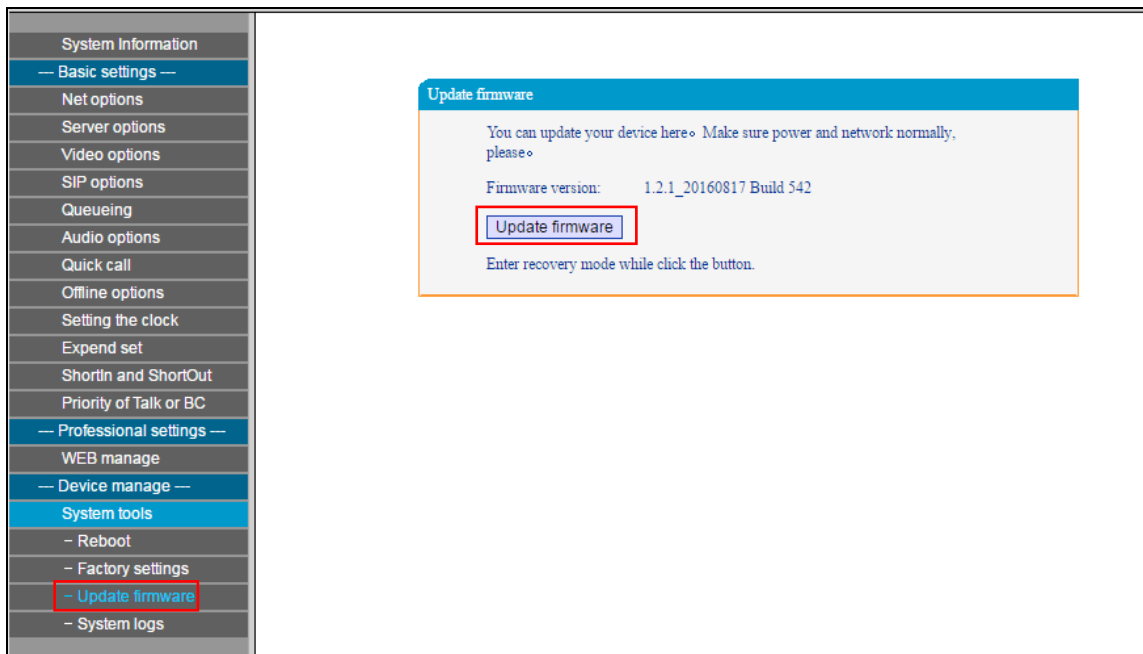 System Information
--- Basic settings ---
Net options
Server options
Video options
SIP options
Queueing
Audio options
Quick call
Offline options
Setting the clock
Expend set
ShortIn and ShortOut
Priority of Talk or BC
--- Professional settings ---
WEB manage
--- Device manage ---
System tools
− Reboot
− Factory settings
− Update firmware
− System logs
Update firmware
You can update your device here。 Make sure power and network normally,
please。
Firmware version: 1.2.1_20160817 Build 542
Update firmware
Enter recovery mode while click the button.